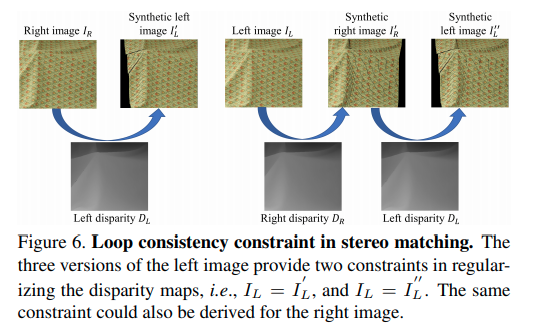 Right image I_R
Synthetic left
image I'_L
Left image I_L
Synthetic
right image I'_R
Synthetic
left image I''_L
Left disparity D_L
Right disparity D_R
Left disparity D_L
Figure 6. Loop consistency constraint in stereo matching. The
three versions of the left image provide two constraints in regular-
izing the disparity maps, i.e., I_L = I'_L, and I_L = I''_L. The same
constraint could also be derived for the right image.